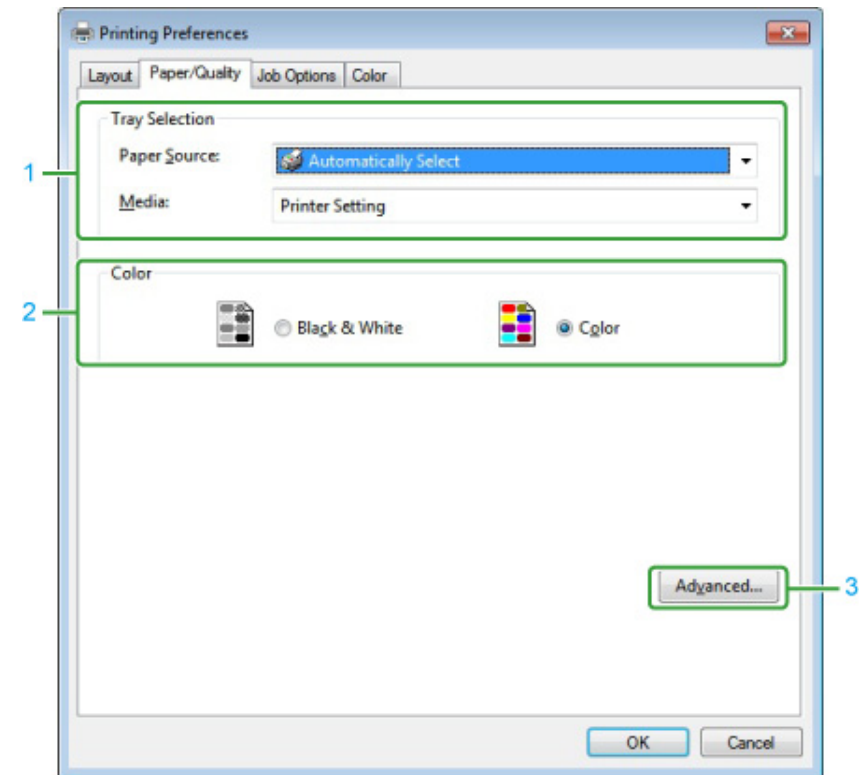 Printing Preferences
Layout Paper/Quality Job Options Color
Tray Selection
1
Paper Source: Automatically Select
Media: Printer Setting
Color
2
Black & White Color
Advanced... 3
OK Cancel